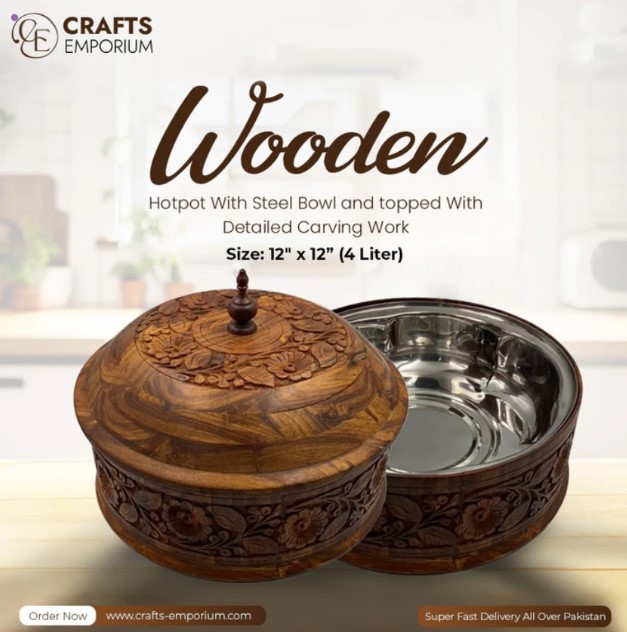 CE
CRAFTS
EMPORIUM
Wooden
Hotpot With Steel Bowl and topped With
Detailed Carving Work
Size: 12" x 12” (4 Liter)
Order Now www.crafts-emporium.com
Super Fast Delivery All Over Pakistan